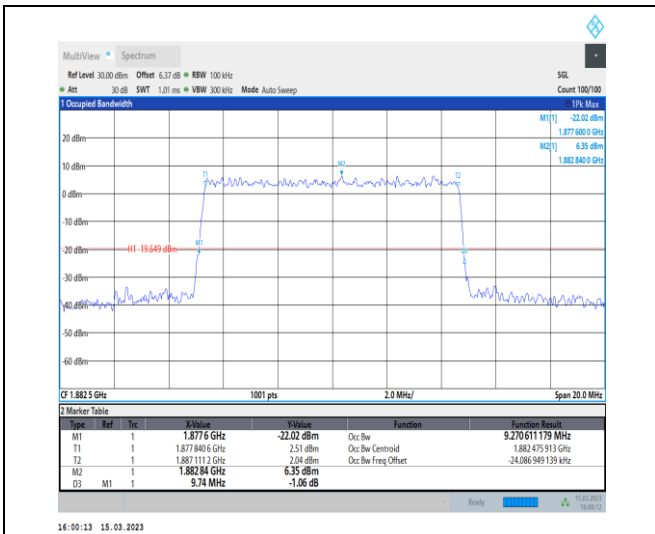 MultiView Spectrum
Ref Level 30.00 dBm Offset 6.37 dB RBW 100 kHz SGL
Att 30 dB SWT 1.01 ms VBW 300 kHz Mode Auto Sweep Count 100/100
1 Occupied Bandwidth 1Pk Max
M1[1] -22.02 dBm
1.877 600 0 GHz
M2[1] 6.35 dBm
1.882 840 0 GHz
20 dBm
10 dBm
M2
T1
T2
0 dBm
-10 dBm
M1
-20 dBm
H1 -19.649 dBm
-30 dBm
-40 dBm
-50 dBm
-60 dBm
CF 1.882 5 GHz 1001 pts 2.0 MHz/ Span 20.0 MHz
2 Marker Table
Type Ref Trc X-Value Y-Value Function Function Result
M1 1 1.877 6 GHz -22.02 dBm Occ Bw 9.270 611 179 MHz
T1 1 1.877 840 6 GHz 2.51 dBm Occ Bw Centroid 1.882 475 913 GHz
T2 1 1.887 111 2 GHz 2.04 dBm Occ Bw Freq Offset -24.086 949 139 kHz
M2 1 1.882 84 GHz 6.35 dBm
D3 M1 1 9.74 MHz -1.06 dB
Ready 15.03.2023
16:00:12
16:00:13 15.03.2023